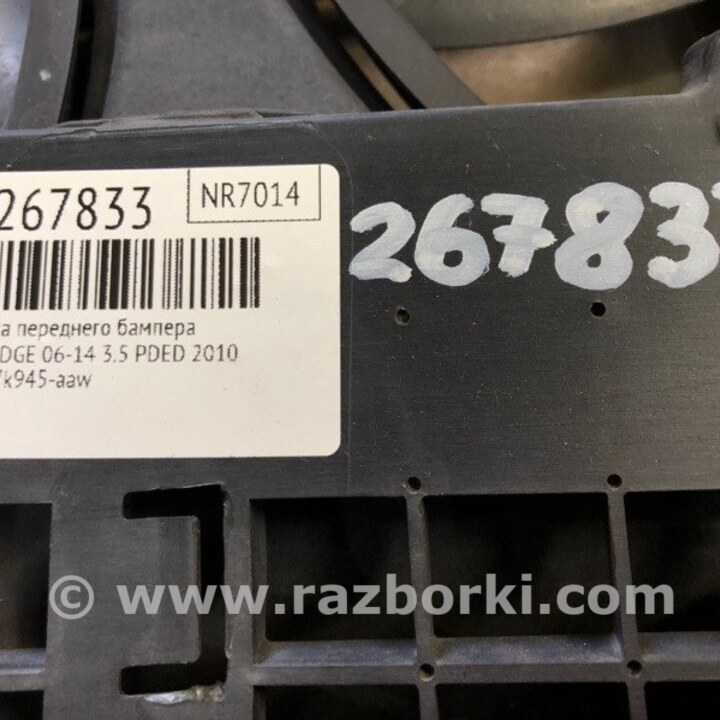 267833
NR7014
а переднего бампера
DGE 06-14 3.5 PDED 2010
7k945-aaw
26783
© www.razborki.com